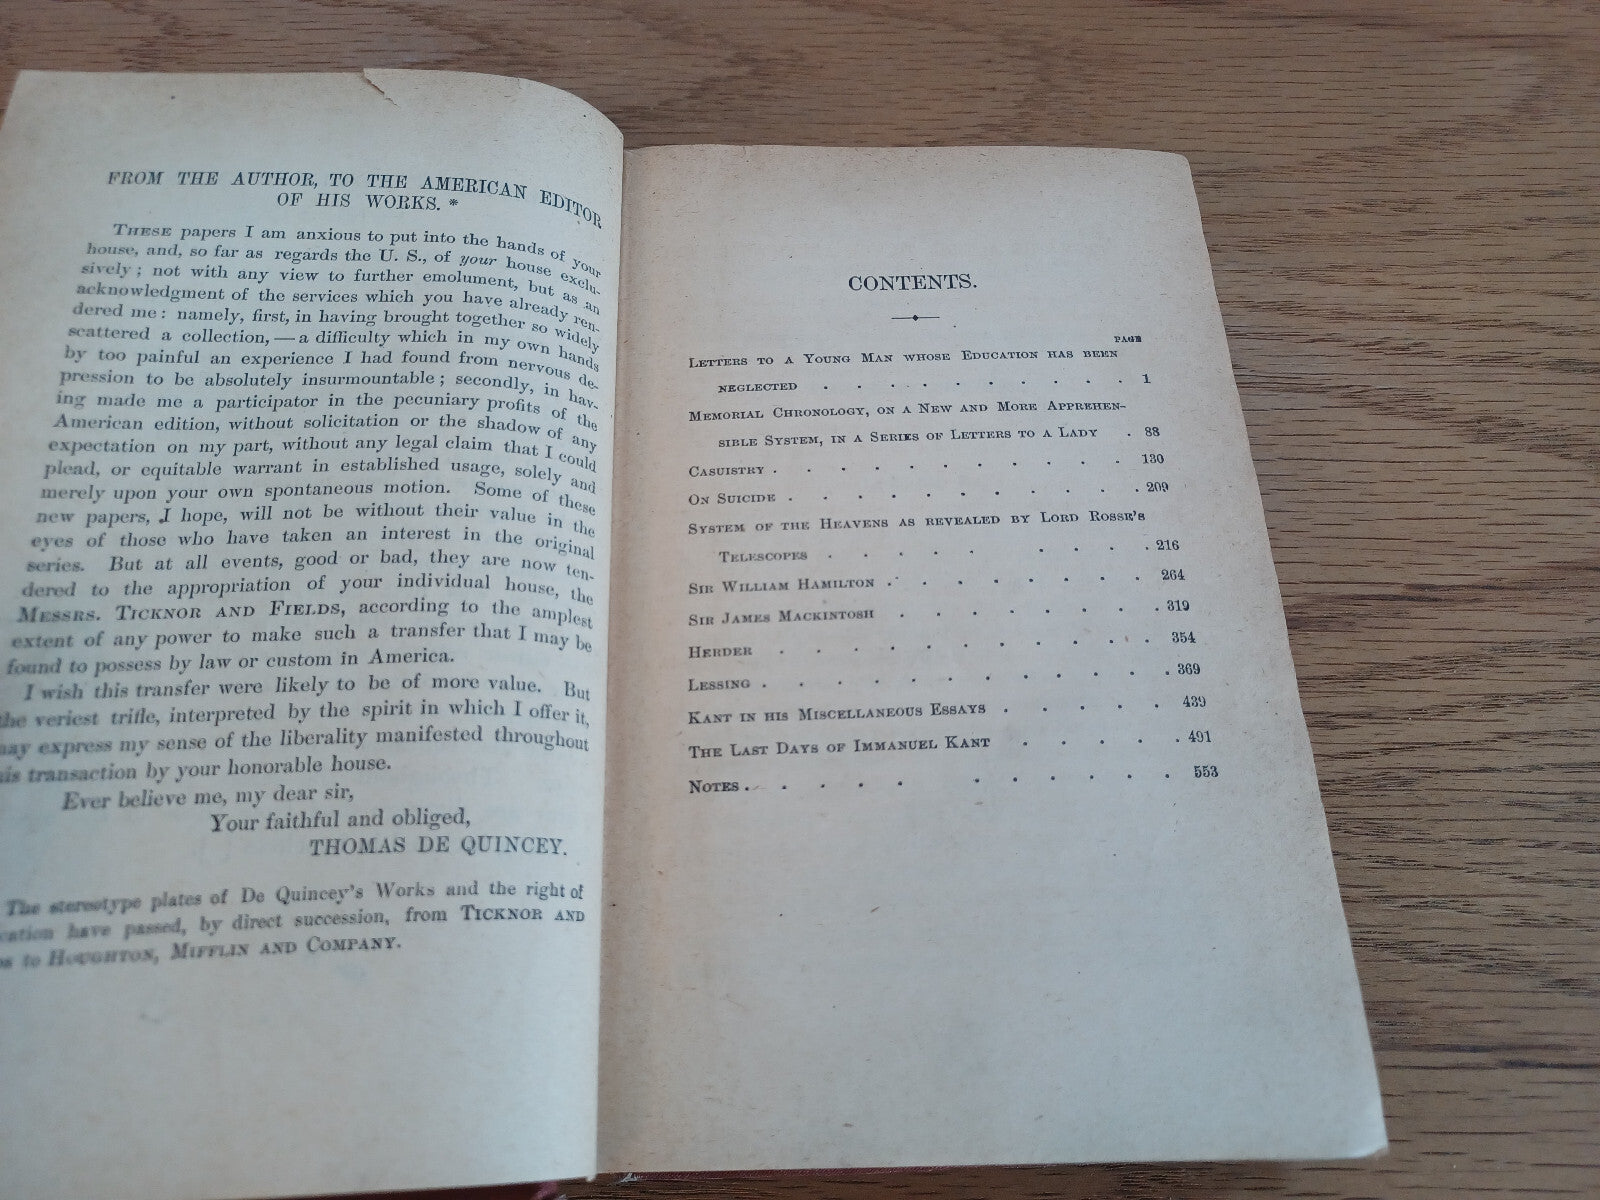 FROM THE AUTHOR, TO THE AMERICAN EDITOR
OF HIS WORKS.*
THESE papers I am anxious to put into the hands of your
house, and, so far as regards the U. S., of your house exclu-
sively; not with any view to further emolument, but as an
acknowledgment of the services which you have already ren-
dered me: namely, first, in having brought together so widely
scattered a collection, — a difficulty which in my own hands
by too painful an experience I had found from nervous de-
pression to be absolutely insurmountable; secondly, in hav-
ing made me a participator in the pecuniary profits of the
American edition, without solicitation or the shadow of any
expectation on my part, without any legal claim that I could
plead, or equitable warrant in established usage, solely and
merely upon your own spontaneous motion. Some of these
new papers, I hope, will not be without their value in the
eyes of those who have taken an interest in the original
series. But at all events, good or bad, they are now ten-
dered to the appropriation of your individual house, the
MESSRS. TICKNOR AND FIELDS, according to the amplest
extent of any power to make such a transfer that I may be
found to possess by law or custom in America.
I wish this transfer were likely to be of more value. But
the veriest trifle, interpreted by the spirit in which I offer it,
may express my sense of the liberality manifested throughout
this transaction by your honorable house.
Ever believe me, my dear sir,
Your faithful and obliged,
THOMAS DE QUINCEY.
The stereotype plates of De Quincey's Works and the right of
have passed, by direct succession, from TICKNOR AND
to HOUGHTON, MIFFLIN AND COMPANY.
CONTENTS.
PAGE
LETTERS TO A YOUNG MAN WHOSE EDUCATION HAS BEEN
NEGLECTED . . . . . . . . . 1
MEMORIAL CHRONOLOGY, ON A NEW AND MORE APPREHEN-
SIBLE SYSTEM, IN A SERIES OF LETTERS TO A LADY . 88
CASUISTRY . . . . . . . . . . 130
ON SUICIDE . . . . . . . . . . 209
SYSTEM OF THE HEAVENS AS REVEALED BY LORD ROSSE'S
TELESCOPES . . . . . . . . . 216
SIR WILLIAM HAMILTON . . . . . . . 264
SIR JAMES MACKINTOSH . . . . . . . 319
HERDER . . . . . . . . . . 354
LESSING . . . . . . . . . . . 369
KANT IN HIS MISCELLANEOUS ESSAYS . . . . . 439
THE LAST DAYS OF IMMANUEL KANT . . . . . 491
NOTES . . . . . . . . . . . 553